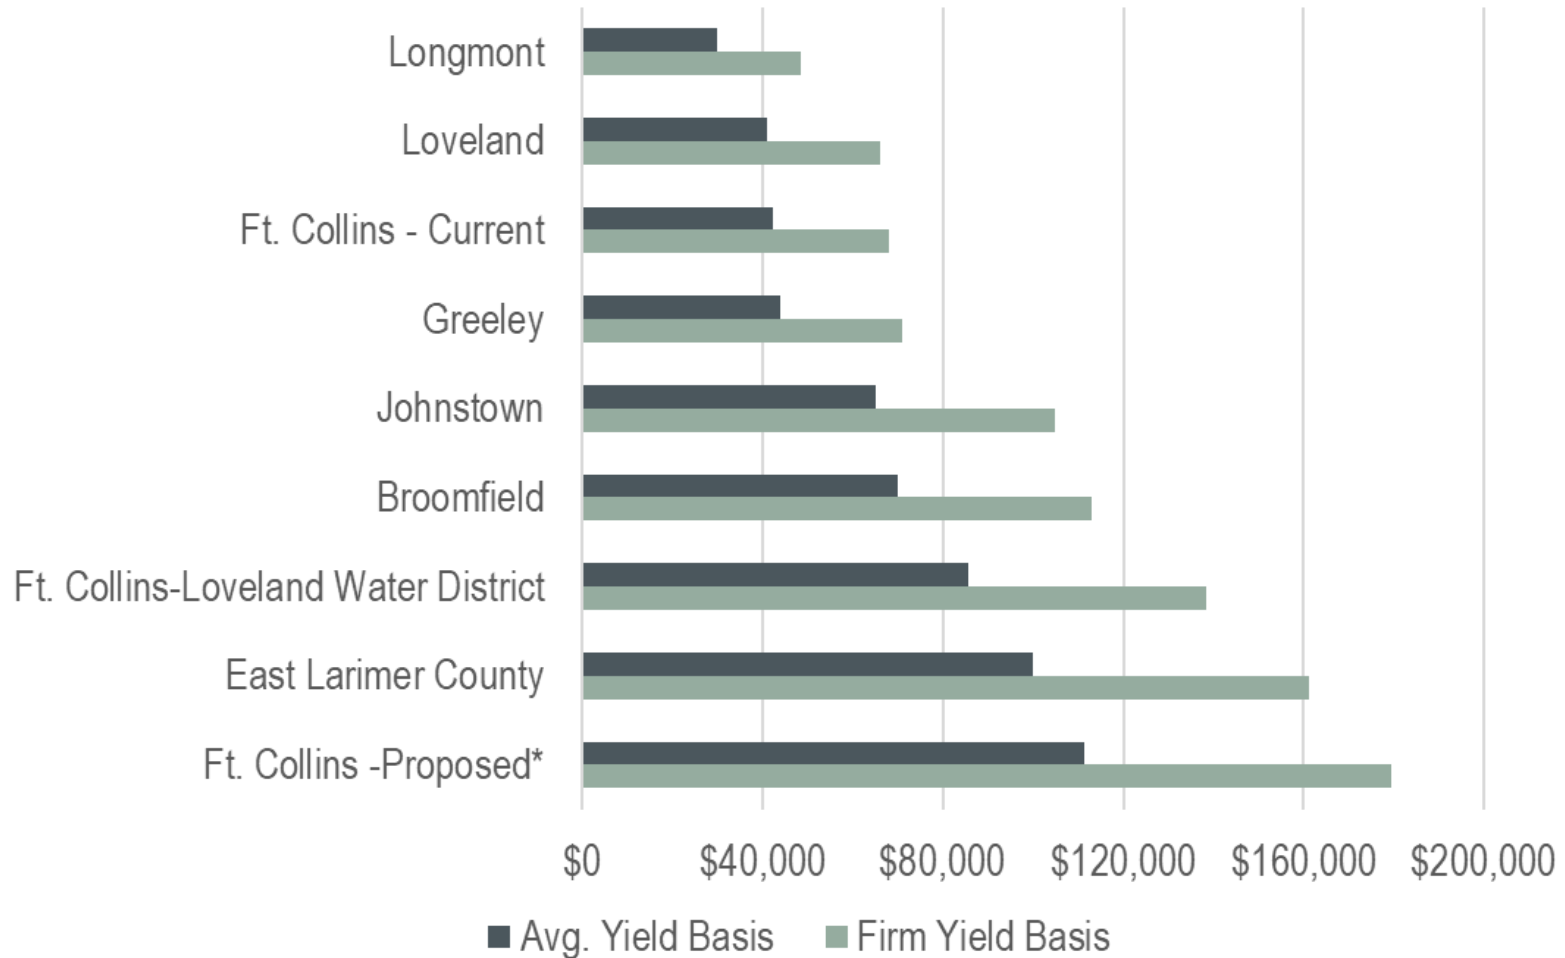 Longmont
Loveland
Ft. Collins - Current
Greeley
Johnstown
Broomfield
Ft. Collins-Loveland Water District
East Larimer County
Ft. Collins -Proposed*
$0 $40,000 $80,000 $120,000 $160,000 $200,000
Avg. Yield Basis Firm Yield Basis